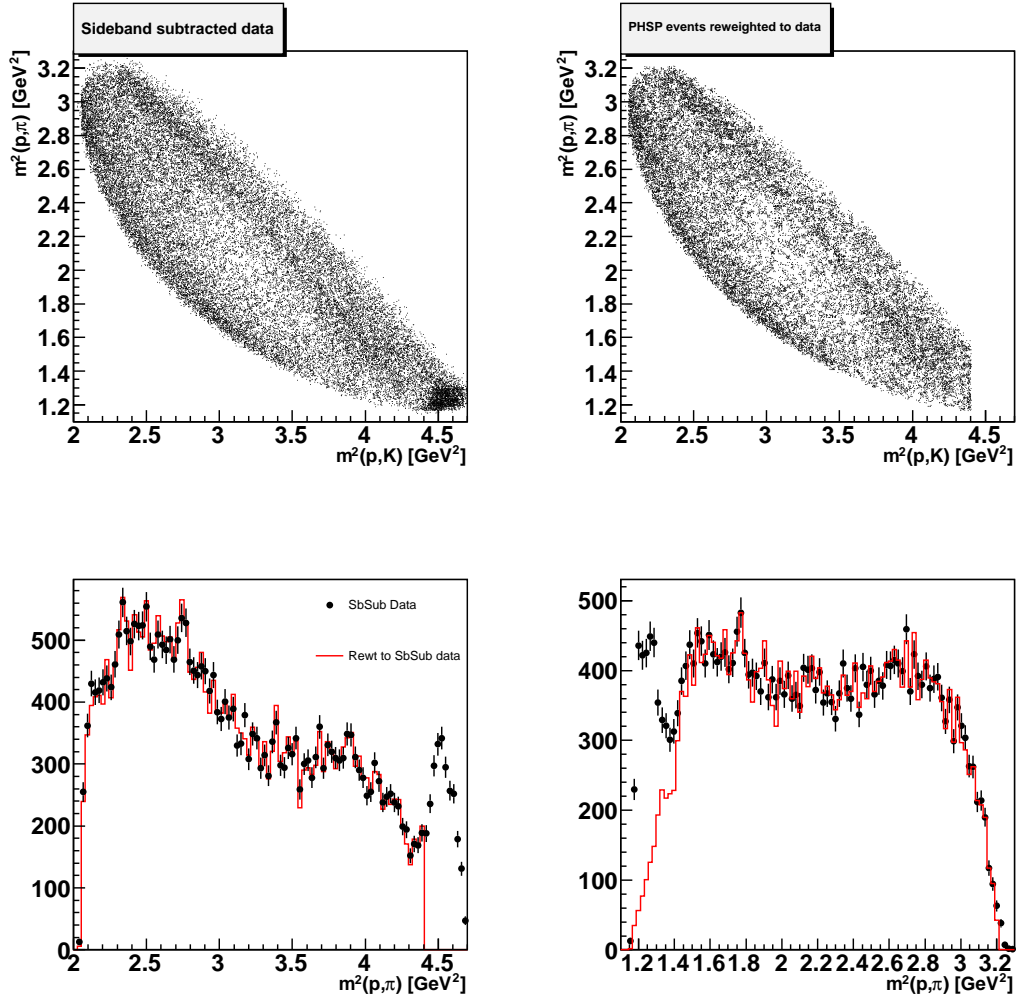 Sideband subtracted data
m²(p,π) [GeV²]
3.2
3
2.8
2.6
2.4
2.2
2
1.8
1.6
1.4
1.2
2 2.5 3 3.5 4 4.5
m²(p,K) [GeV²]
PHSP events reweighted to data
m²(p,π) [GeV²]
3.2
3
2.8
2.6
2.4
2.2
2
1.8
1.6
1.4
1.2
2 2.5 3 3.5 4 4.5
m²(p,K) [GeV²]
SbSub Data
Rewt to SbSub data
500
400
300
200
100
0
2 2.5 3 3.5 4 4.5
m²(p,π) [GeV²]
500
400
300
200
100
0
1.2 1.4 1.6 1.8 2 2.2 2.4 2.6 2.8 3 3.2
m²(p,π) [GeV²]